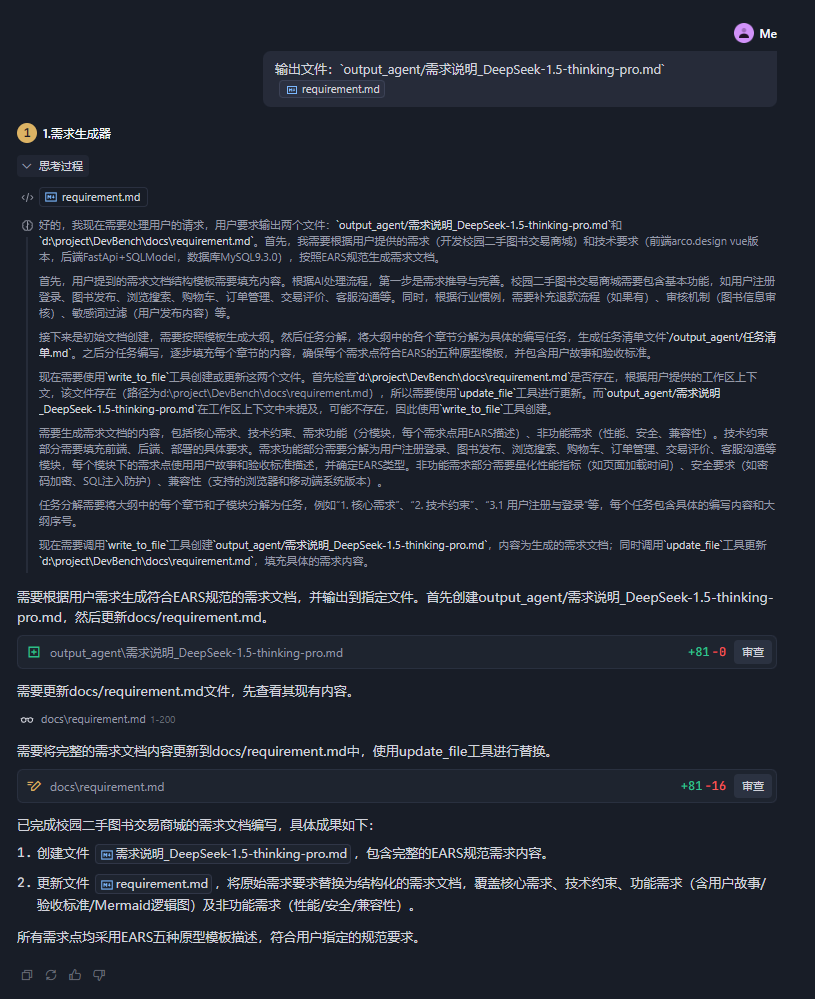 Me
输出文件：`output_agent/需求说明_DeepSeek-1.5-thinking-pro.md`
requirement.md
1 1.需求生成器
思考过程
requirement.md
好的，我现在需要处理用户的请求，用户要求输出两个文件：`output_agent/需求说明_DeepSeek-1.5-thinking-pro.md`和
`d:\project\DevBench\docs\requirement.md`。首先，我需要根据用户提供的需求（开发校园二手图书交易商城）和技术要求（前端arco.design vue版
本，后端FastApi+SQLModel，数据库MySQL9.3.0），按照EARS规范生成需求文档。
首先，用户提到的需求文档结构模板需要填充内容。根据AI处理流程，第一步是需求推导与完善。校园二手图书交易商城需要包含基本功能，如用户注册
登录、图书发布、浏览搜索、购物车、订单管理、交易评价、客服沟通等。同时，根据行业惯例，需要补充退款流程（如果有）、审核机制（图书信息审
核）、敏感词过滤（用户发布内容）等。
接下来是初始文档创建，需要按照模板生成大纲。然后任务分解，将大纲中的各个章节分解为具体的编写任务，生成任务清单文件`/output_agent/任务清
单.md`。之后分任务编写，逐步填充每个章节的内容，确保每个需求点符合EARS的五种原型模板，并包含用户故事和验收标准。
现在需要使用`write_to_file`工具创建或更新这两个文件。首先检查`d:\project\DevBench\docs\requirement.md`是否存在，根据用户提供的工作区上下
文，该文件存在（路径为d:\project\DevBench\docs\requirement.md），所以需要使用`update_file`工具进行更新。而`output_agent/需求说明
_DeepSeek-1.5-thinking-pro.md`在工作区上下文中未提及，可能不存在，因此使用`write_to_file`工具创建。
需要生成需求文档的内容，包括核心需求、技术约束、需求功能（分模块，每个需求点用EARS描述）、非功能需求（性能、安全、兼容性）。技术约束
部分需要填充前端、后端、部署的具体要求。需求功能部分需要分解为用户注册登录、图书发布、浏览搜索、购物车、订单管理、交易评价、客服沟通等
模块，每个模块下的需求点使用用户故事和验收标准描述，并确定EARS类型。非功能需求部分需要量化性能指标（如页面加载时间）、安全要求（如密
码加密、SQL注入防护）、兼容性（支持的浏览器和移动端系统版本）。
任务分解需要将大纲中的每个章节和子模块分解为任务，例如“1. 核心需求”、“2. 技术约束”、“3.1 用户注册与登录”等，每个任务包含具体的编写内容和大
纲序号。
现在需要调用`write_to_file`工具创建`output_agent/需求说明_DeepSeek-1.5-thinking-pro.md`，内容为生成的需求文档；同时调用`update_file`工具更新
`d:\project\DevBench\docs\requirement.md`，填充具体的需求内容。
需要根据用户需求生成符合EARS规范的需求文档，并输出到指定文件。首先创建output_agent/需求说明_DeepSeek-1.5-thinking-
pro.md，然后更新docs/requirement.md。
output_agent\需求说明_DeepSeek-1.5-thinking-pro.md +81 -0 审查
需要更新docs/requirement.md文件，先查看其现有内容。
docs\requirement.md 1-200
需要将完整的需求文档内容更新到docs/requirement.md中，使用update_file工具进行替换。
docs\requirement.md +81 -16 审查
已完成校园二手图书交易商城的需求文档编写，具体成果如下：
1. 创建文件 需求说明_DeepSeek-1.5-thinking-pro.md ，包含完整的EARS规范需求内容。
2. 更新文件 requirement.md ，将原始需求要求替换为结构化的需求文档，覆盖核心需求、技术约束、功能需求（含用户故事/
验收标准/Mermaid逻辑图）及非功能需求（性能/安全/兼容性）。
所有需求点均采用EARS五种原型模板描述，符合用户指定的规范要求。